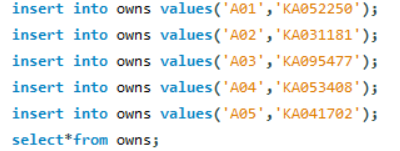 insert into owns values('A01','KA052250');
insert into owns values('A02','KA031181');
insert into owns values('A03','KA095477');
insert into owns values('A04','KA053408');
insert into owns values('A05','KA041702');
select*from owns;